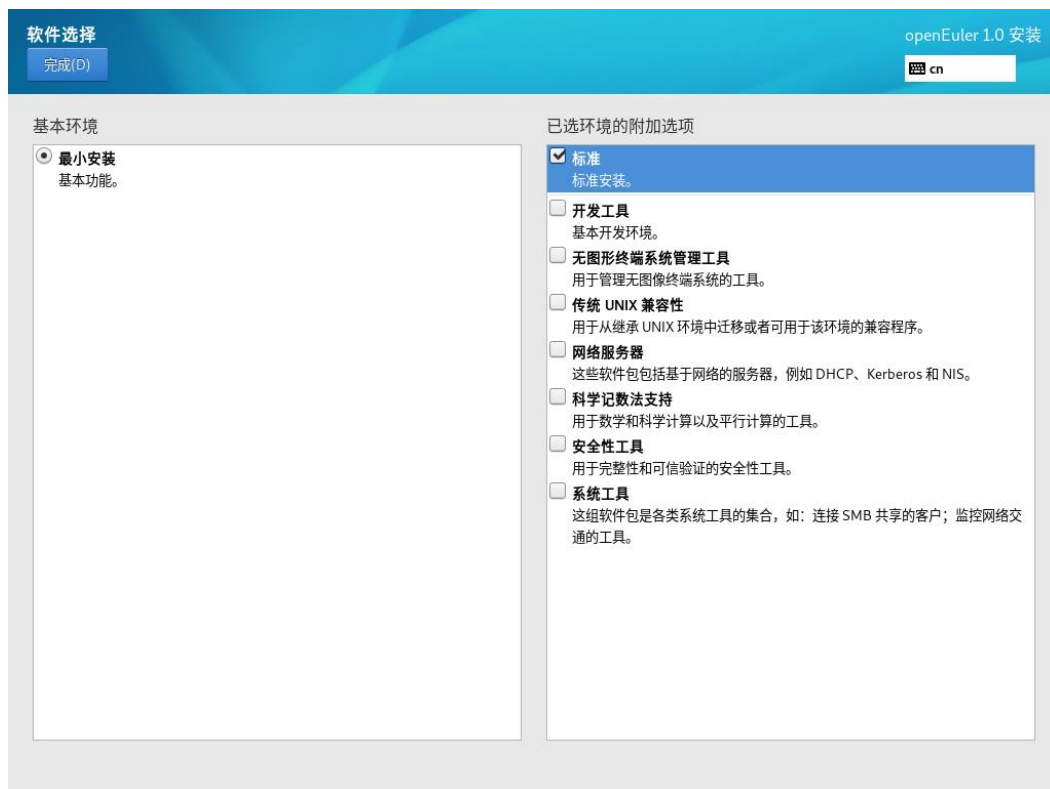 软件选择
完成(D)
openEuler 1.0 安装
cn
基本环境
最小安装
基本功能。
已选环境的附加选项
标准
标准安装。
开发工具
基本开发环境。
无图形终端系统管理工具
用于管理无图像终端系统的工具。
传统 UNIX 兼容性
用于从继承 UNIX 环境中迁移或者可用于该环境的兼容程序。
网络服务器
这些软件包包括基于网络的服务器，例如 DHCP、Kerberos 和 NIS。
科学记数法支持
用于数学和科学计算以及平行计算的工具。
安全性工具
用于完整性和可信验证的安全性工具。
系统工具
这组软件包是各类系统工具的集合，如：连接 SMB 共享的客户；监控网络交
通的工具。